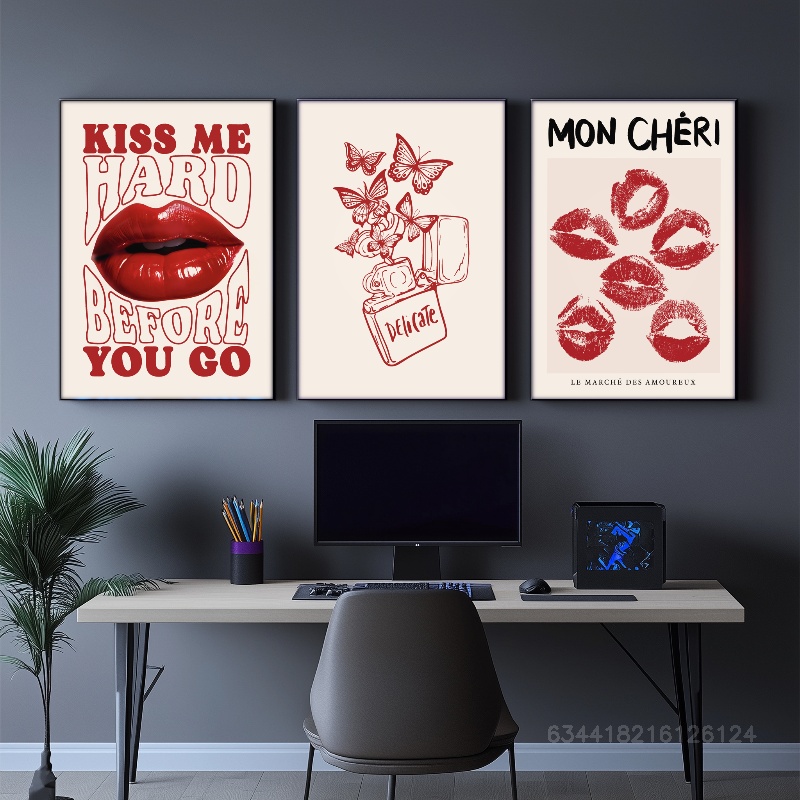 KISS ME
HARD
BEFORE
YOU GO
DELiCATE
MON CHÉRI
LE MARCHÉ DES AMOUREUX
634418216126124